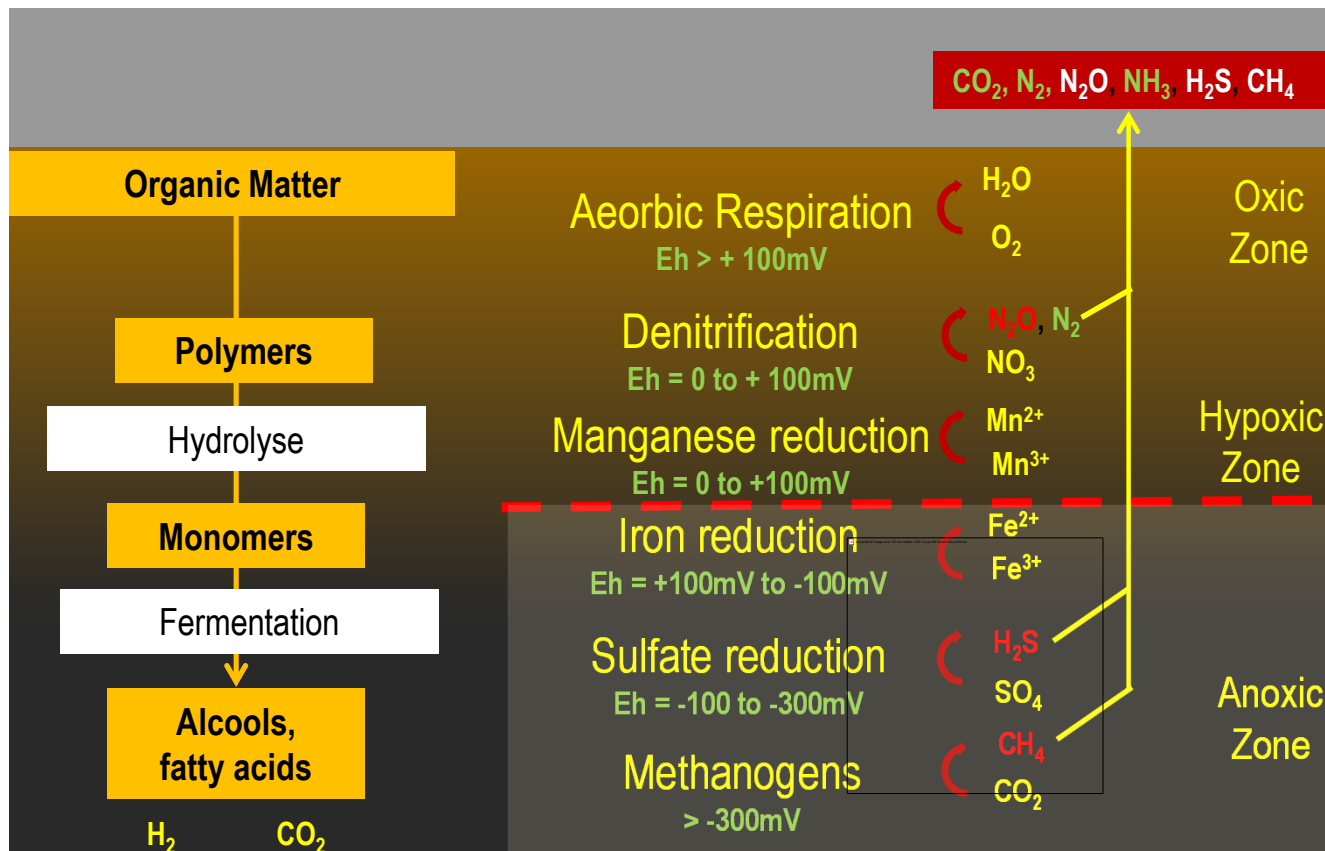 CO₂, N₂, N₂O, NH₃, H₂S, CH₄
Organic Matter
Polymers
Hydrolyse
Monomers
Fermentation
Alcools,
fatty acids
H₂ CO₂
Aeorbic Respiration
Eh > + 100mV
H₂O
O₂
Oxic
Zone
Denitrification
Eh = 0 to + 100mV
N₂O, N₂
NO₃
Manganese reduction
Eh = 0 to +100mV
Mn²⁺
Mn³⁺
Hypoxic
Zone
Iron reduction
Eh = +100mV to -100mV
Fe²⁺
Fe³⁺
Sulfate reduction
Eh = -100 to -300mV
H₂S
SO₄
Methanogens
> -300mV
CH₄
CO₂
Anoxic
Zone